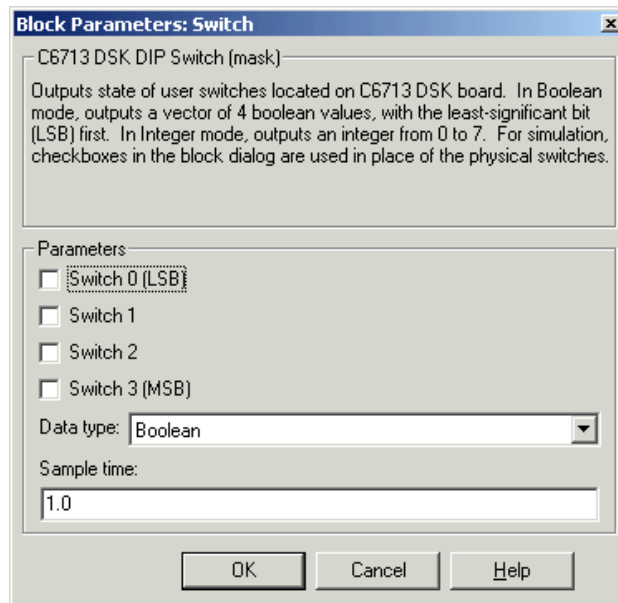 Block Parameters: Switch
C6713 DSK DIP Switch (mask)
Outputs state of user switches located on C6713 DSK board. In Boolean
mode, outputs a vector of 4 boolean values, with the least-significant bit
(LSB) first. In Integer mode, outputs an integer from 0 to 7. For simulation,
checkboxes in the block dialog are used in place of the physical switches.
Parameters
Switch 0 (LSB)
Switch 1
Switch 2
Switch 3 (MSB)
Data type: Boolean
Sample time:
1.0
OK Cancel Help